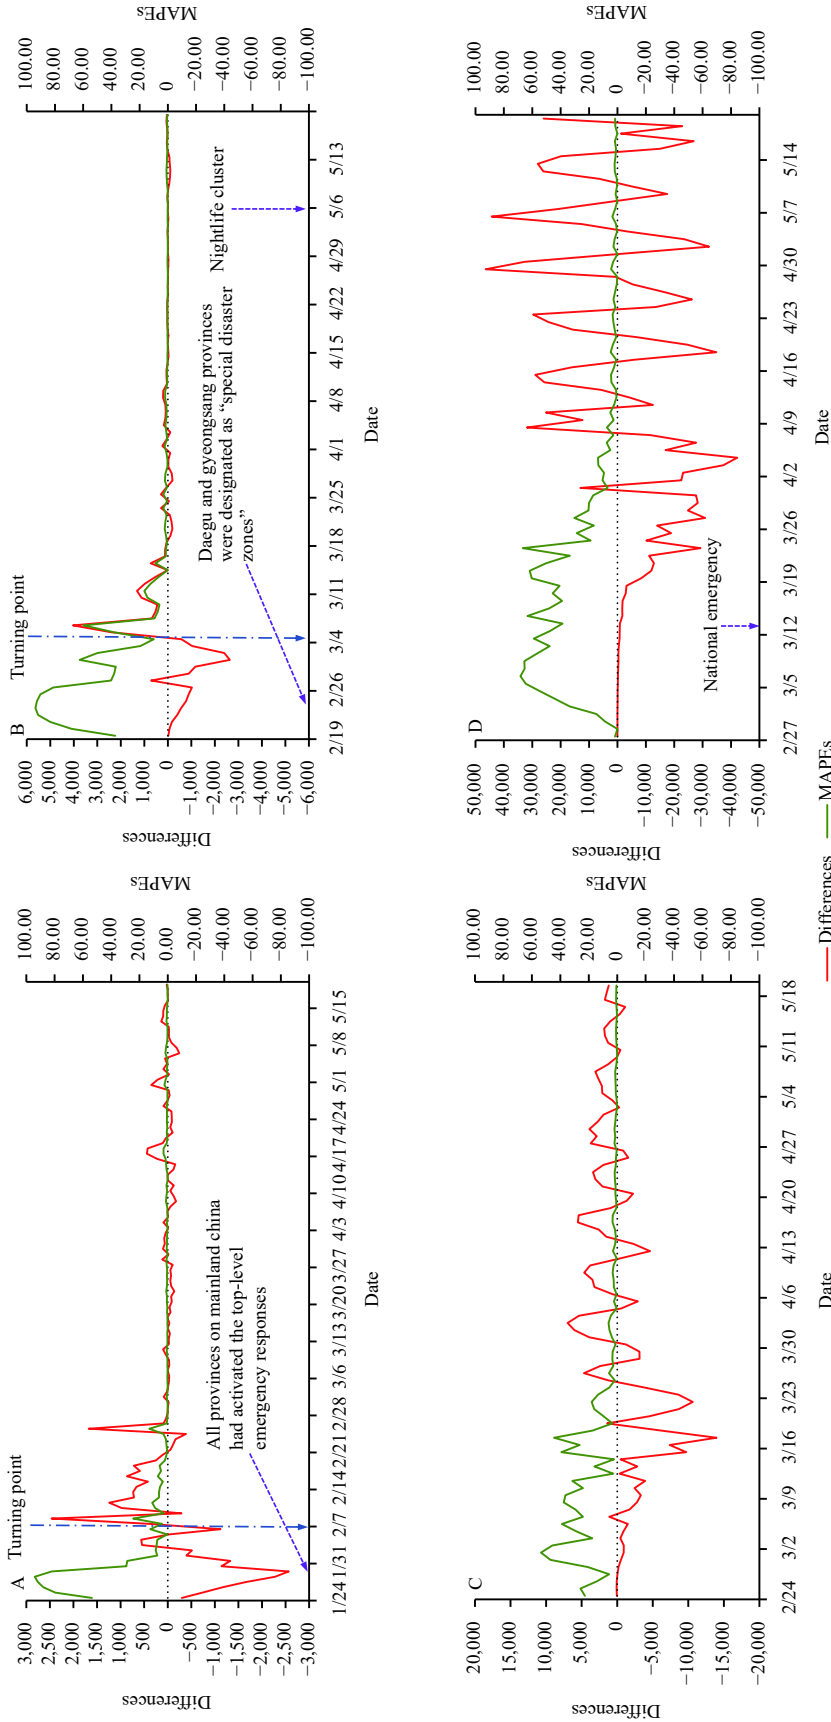 A
Turning point
Differences
3,000
2,500
2,000
1,500
1,000
500
0
−500
−1,000
−1,500
−2,000
−2,500
−3,000
All provinces on mainland china
had activated the top-level
emergency responses
100.00
80.00
60.00
40.00
20.00
0.00
−20.00
−40.00
−60.00
−80.00
−100.00
MAPEs
1/24 1/31 2/7 2/14 2/21 2/28 3/6 3/13 3/20 3/27 4/3 4/10 4/17 4/24 5/1 5/8 5/15
Date
B
Turning point
Differences
6,000
5,000
4,000
3,000
2,000
1,000
0
−1,000
−2,000
−3,000
−4,000
−5,000
−6,000
Daegu and gyeongsang provinces
were designated as “special disaster
zones”
Nightlife cluster
100.00
80.00
60.00
40.00
20.00
0
−20.00
−40.00
−60.00
−80.00
−100.00
MAPEs
2/19 2/26 3/4 3/11 3/18 3/25 4/1 4/8 4/15 4/22 4/29 5/6 5/13
Date
C
Differences
20,000
15,000
10,000
5,000
0
−5,000
−10,000
−15,000
−20,000
100.00
80.00
60.00
40.00
20.00
0
−20.00
−40.00
−60.00
−80.00
−100.00
MAPEs
2/24 3/2 3/9 3/16 3/23 3/30 4/6 4/13 4/20 4/27 5/4 5/11 5/18
Date
D
Differences
50,000
40,000
30,000
20,000
10,000
0
−10,000
−20,000
−30,000
−40,000
−50,000
National emergency
100.00
80.00
60.00
40.00
20.00
0
−20.00
−40.00
−60.00
−80.00
−100.00
MAPEs
2/27 3/5 3/12 3/19 3/26 4/2 4/9 4/16 4/23 4/30 5/7 5/14
Date
Differences MAPEs